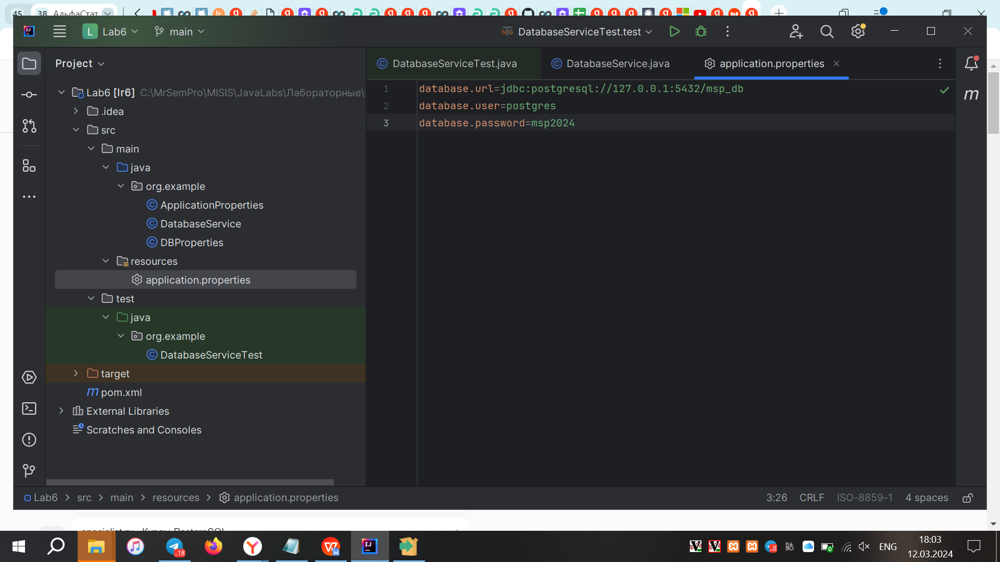 45 38 АльфаСтат
L Lab6 main DatabaseServiceTest.test
Project
DatabaseServiceTest.java DatabaseService.java application.properties
Lab6 [lr6] C:\MrSemPro\MISIS\JavaLabs\Лабораторные\
.idea
src
main
java
org.example
ApplicationProperties
DatabaseService
DBProperties
resources
application.properties
test
java
org.example
DatabaseServiceTest
target
pom.xml
External Libraries
Scratches and Consoles
1 database.url=jdbc:postgresql://127.0.0.1:5432/msp_db
2 database.user=postgres
3 database.password=msp2024
Lab6 > src > main > resources > application.properties
3:26 CRLF ISO-8859-1 4 spaces
ENG
18:03
12.03.2024